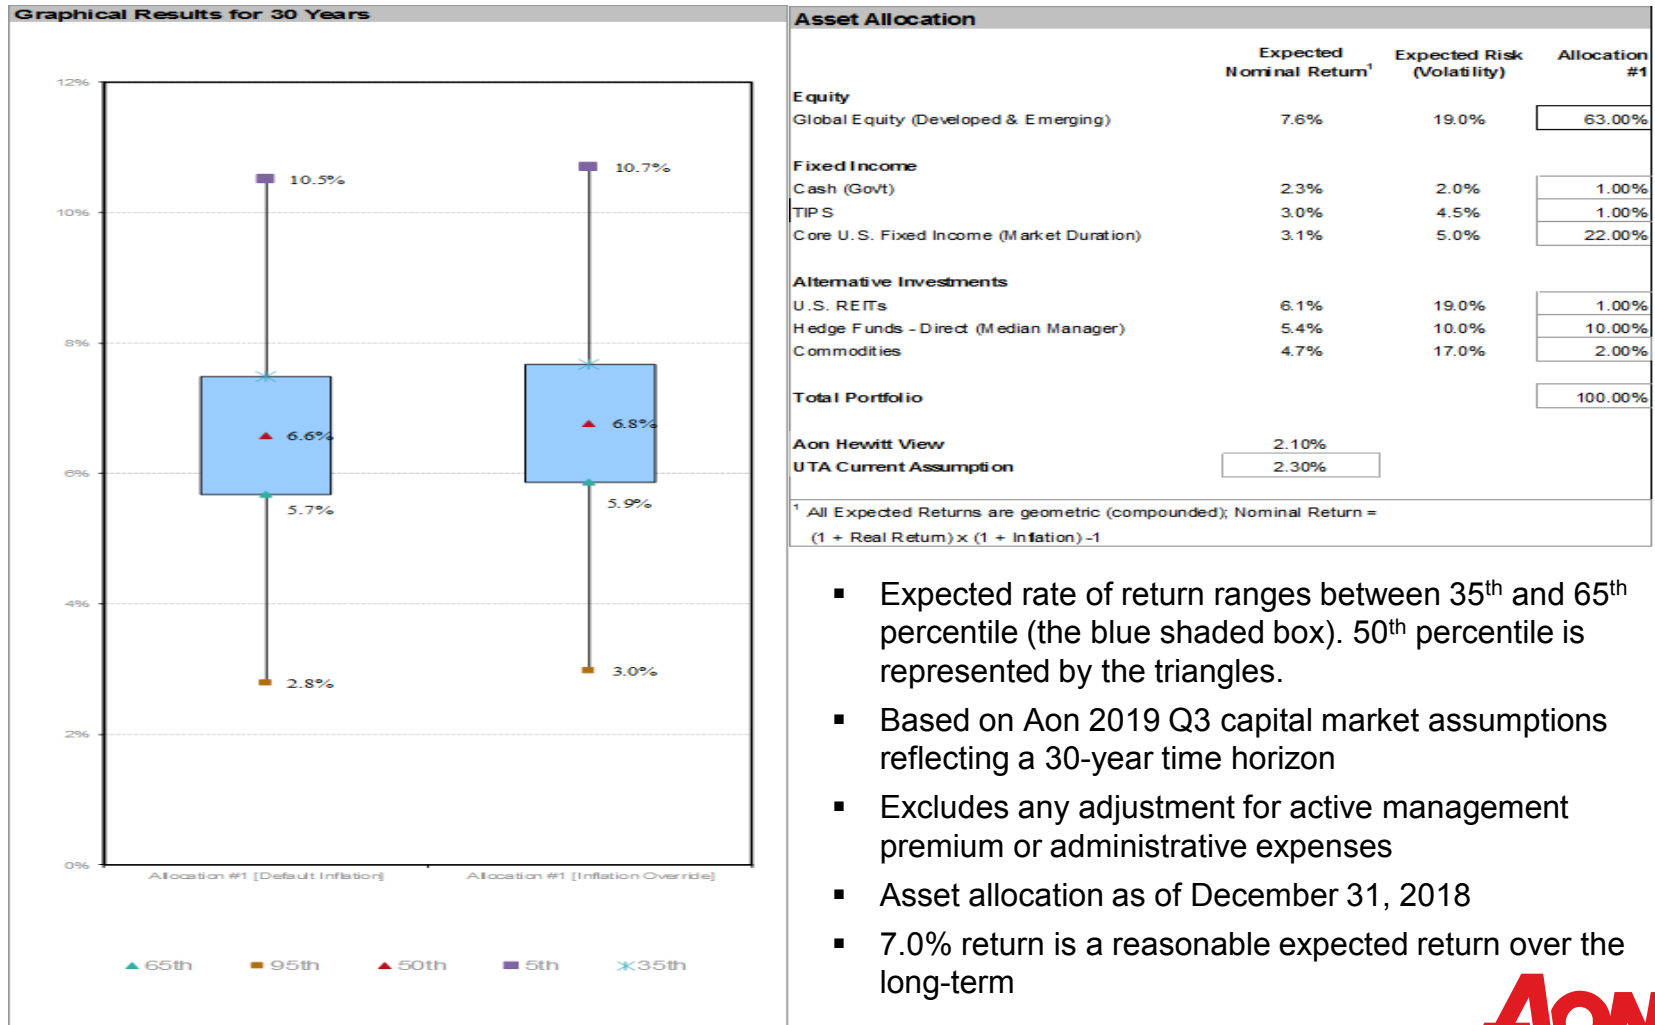 Graphical Results for 30 Years
12%
10%
8%
6%
4%
2%
0%
10.5%
10.7%
6.6%
6.8%
5.7%
5.9%
2.8%
3.0%
Allocation #1 [Default Inflation]
Allocation #1 [Inflation Override]
65th 95th 50th 5th 35th
Asset Allocation
Expected Nominal Return¹ Expected Risk (Volatility) Allocation #1
Equity
Global Equity (Developed & Emerging) 7.6% 19.0% 63.00%
Fixed Income
Cash (Gov't) 2.3% 2.0% 1.00%
TIPS 3.0% 4.5% 1.00%
Core U.S. Fixed Income (Market Duration) 3.1% 5.0% 22.00%
Alternative Investments
U.S. REITs 6.1% 19.0% 1.00%
Hedge Funds - Direct (Median Manager) 5.4% 10.0% 10.00%
Commodities 4.7% 17.0% 2.00%
Total Portfolio 100.00%
Aon Hewitt View 2.10%
UTA Current Assumption 2.30%
¹ All Expected Returns are geometric (compounded); Nominal Return =
(1 + Real Return) x (1 + Inflation) -1
▪ Expected rate of return ranges between 35th and 65th
percentile (the blue shaded box). 50th percentile is
represented by the triangles.
▪ Based on Aon 2019 Q3 capital market assumptions
reflecting a 30-year time horizon
▪ Excludes any adjustment for active management
premium or administrative expenses
▪ Asset allocation as of December 31, 2018
▪ 7.0% return is a reasonable expected return over the
long-term
AON